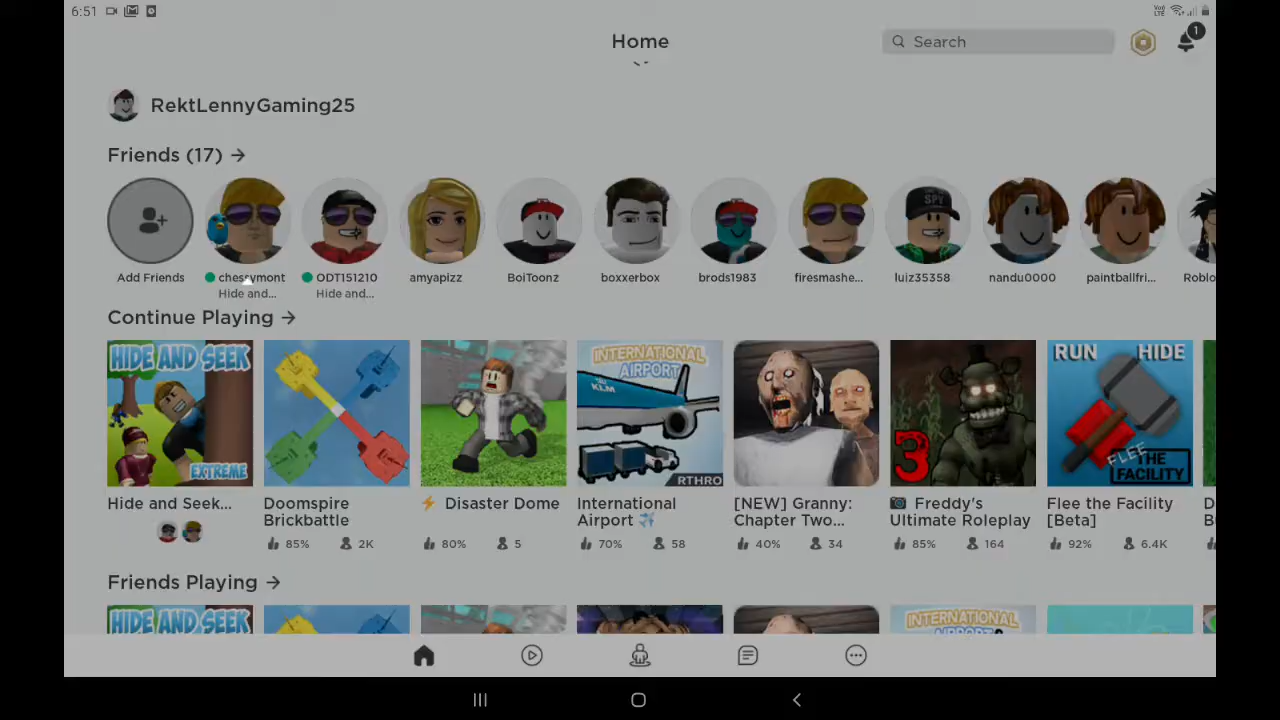 6:51
Home
Search
1
RektLennyGaming25
Friends (17)
SPY
Add Friends
chessymont
ODT151210
amyapizz
BoiToonz
boxxerbox
brods1983
firesmashe...
luiz35358
nandu0000
paintballfri...
Roblo
Hide and...
Hide and...
Continue Playing
HIDE AND SEEK
EXTREME
INTERNATIONAL
AIRPORT
KLM
RTHRO
3
RUN HIDE
FLEE THE
FACILITY
Hide and Seek...
Doomspire
Brickbattle
85% 2K
Disaster Dome
80% 5
International
Airport
70% 58
[NEW] Granny:
Chapter Two...
40% 34
Freddy's
Ultimate Roleplay
85% 164
Flee the Facility
[Beta]
92% 6.4K
Friends Playing
HIDE AND SEEK
INTERNATIONAL